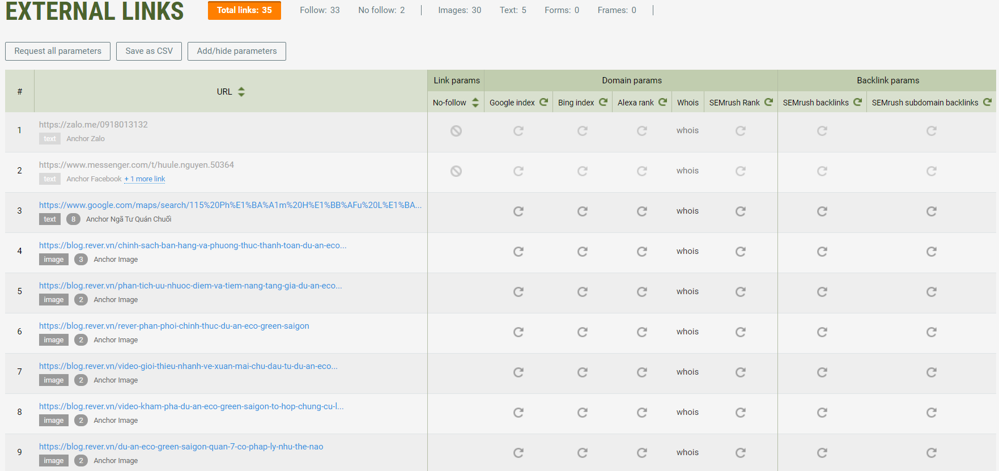 EXTERNAL LINKS
Total links: 35 Follow: 33 No follow: 2 Images: 30 Text: 5 Forms: 0 Frames: 0
Request all parameters Save as CSV Add/hide parameters
# URL Link params Domain params Backlink params
No-follow Google index Bing index Alexa rank Whois SEMrush Rank SEMrush backlinks SEMrush subdomain backlinks
1 https://zalo.me/0918013132 whois
text Anchor Zalo
2 https://www.messenger.com/t/huule.nguyen.50364 whois
text Anchor Facebook + 1 more link
3 https://www.google.com/maps/search/115%20Ph%E1%BA%A1m%20H%E1%BB%AFu%20L%E1%BA... whois
text 8 Anchor Ngã Tư Quán Chuối
4 https://blog.rever.vn/chinh-sach-ban-hang-va-phuong-thuc-thanh-toan-du-an-eco... whois
image 3 Anchor Image
5 https://blog.rever.vn/phan-tich-uu-nhuoc-diem-va-tiem-nang-tang-gia-du-an-eco... whois
image 2 Anchor Image
6 https://blog.rever.vn/rever-phan-phoi-chinh-thuc-du-an-eco-green-saigon whois
image 2 Anchor Image
7 https://blog.rever.vn/video-gioi-thieu-nhanh-ve-xuan-mai-chu-dau-tu-du-an-eco... whois
image 2 Anchor Image
8 https://blog.rever.vn/video-kham-pha-du-an-eco-green-saigon-to-hop-chung-cu-l... whois
image 2 Anchor Image
9 https://blog.rever.vn/du-an-eco-green-saigon-quan-7-co-phap-ly-nhu-the-nao whois
image 2 Anchor Image